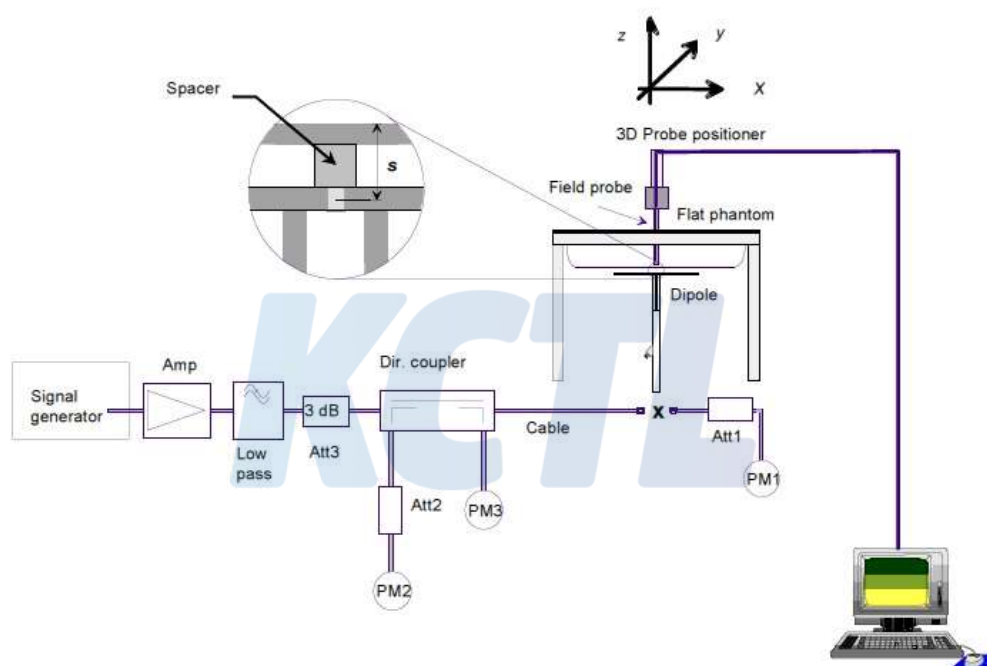 z
y
X
Spacer
3D Probe positioner
s
Field probe
Flat phantom
Dipole
KCTL
Amp
Dir. coupler
Signal
generator
3 dB
X
Cable
Att1
Low
pass
Att3
Att2
PM3
PM1
PM2